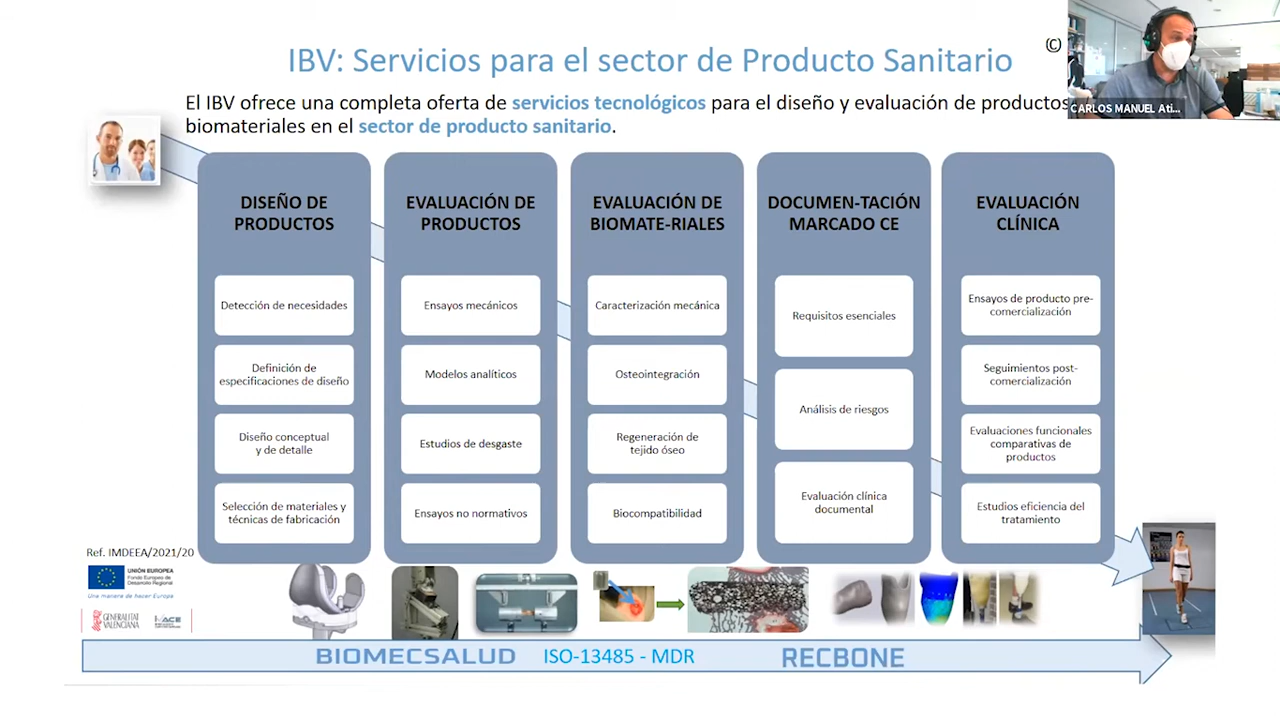 IBV: Servicios para el sector de Producto Sanitario
(C)
El IBV ofrece una completa oferta de servicios tecnológicos para el diseño y evaluación de productos
biomateriales en el sector de producto sanitario.
CARLOS MANUEL Ati...
DISEÑO DE
PRODUCTOS
Detección de necesidades
Definición de
especificaciones de diseño
Diseño conceptual
y de detalle
Selección de materiales y
técnicas de fabricación
EVALUACIÓN DE
PRODUCTOS
Ensayos mecánicos
Modelos analíticos
Estudios de desgaste
Ensayos no normativos
EVALUACIÓN DE
BIOMATE-RIALES
Caracterización mecánica
Osteointegración
Regeneración de
tejido óseo
Biocompatibilidad
DOCUMEN-TACIÓN
MARCADO CE
Requisitos esenciales
Análisis de riesgos
Evaluación clínica
documental
EVALUACIÓN
CLÍNICA
Ensayos de producto pre-
comercialización
Seguimientos post-
comercialización
Evaluaciones funcionales
comparativas de
productos
Estudios eficiencia del
tratamiento
Ref. IMDEEA/2021/20
UNIÓN EUROPEA
Fondo Europeo de
Desarrollo Regional
Una manera de hacer Europa
GENERALITAT
VALENCIANA
IVACE
BIOMECSALUD ISO-13485 - MDR RECBONE